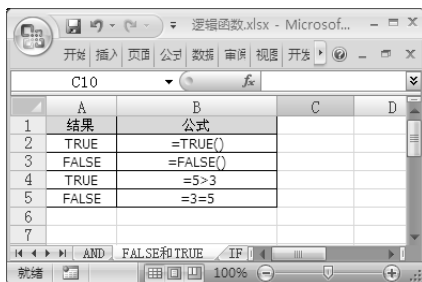 逻辑函数.xlsx - Microsof...
开始 插入 页面 公式 数据 审阅 视图 开发
C10 fx
A B C D
1 结果 公式
2 TRUE =TRUE()
3 FALSE =FALSE()
4 TRUE =5>3
5 FALSE =3=5
6
7
AND FALSE和TRUE IF
就绪 100%